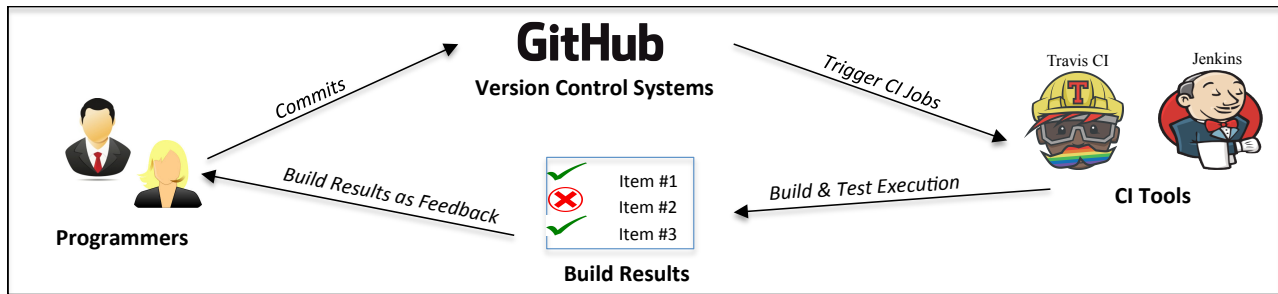 GitHub
Version Control Systems
Commits
Trigger CI Jobs
Travis CI
Jenkins
T
CI Tools
Build & Test Execution
Item #1
Item #2
Item #3
Build Results
Build Results as Feedback
Programmers